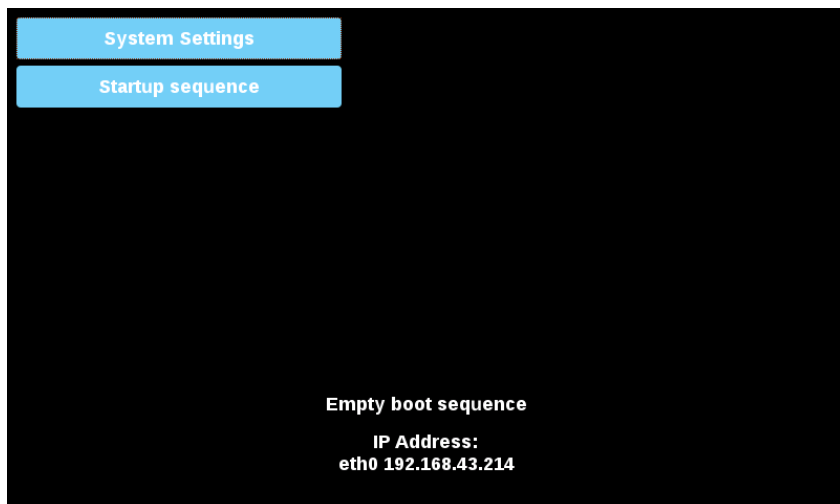 System Settings
Startup sequence
Empty boot sequence
IP Address:
eth0 192.168.43.214